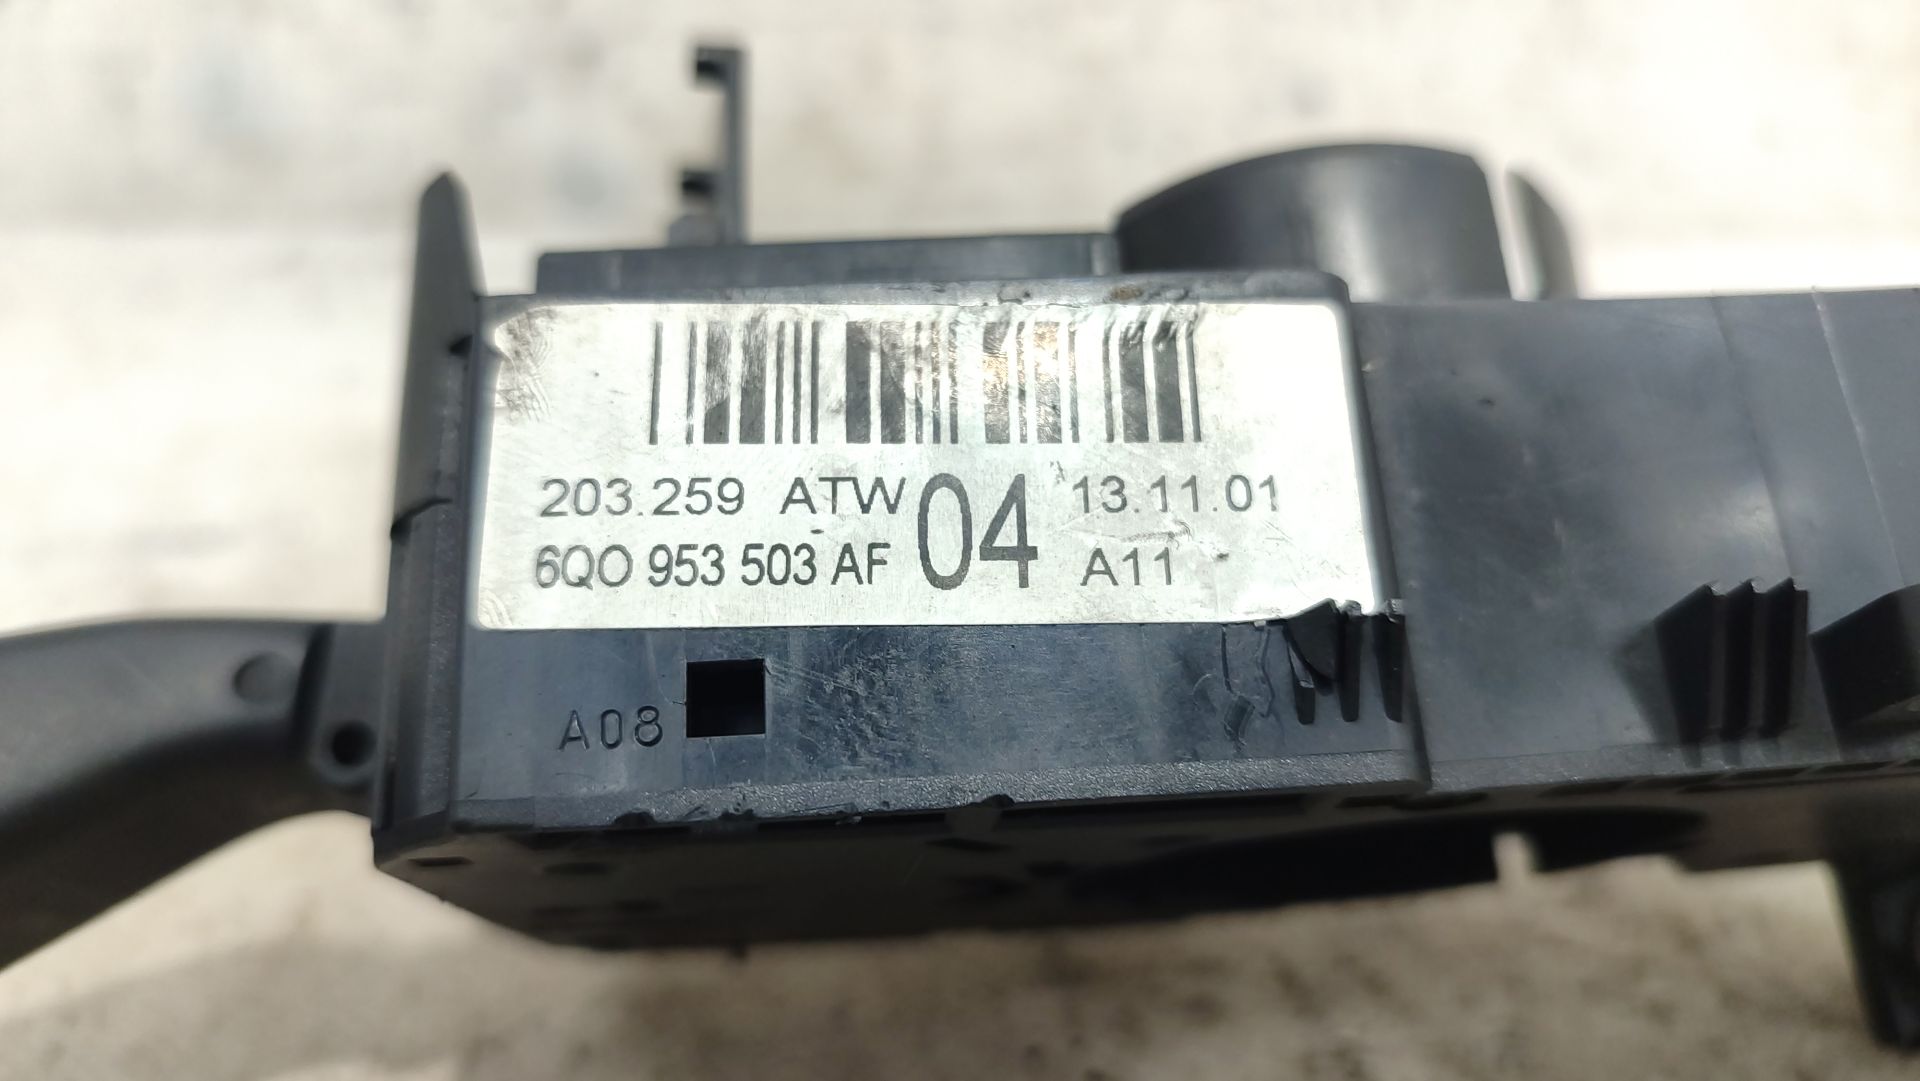 203.259 ATW 04 13.11.01
6QO 953 503 AF A11
A08